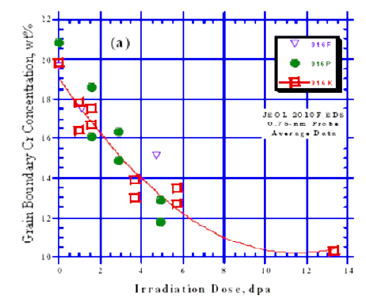 Grain Boundary Cr Concentration, wt%
(a)
316F
316P
316K
JEOL 2010F EDS
0.75-nm Probe
Average Data
22
20
18
16
14
12
10
0 2 4 6 8 10 12 14
Irradiation Dose, dpa